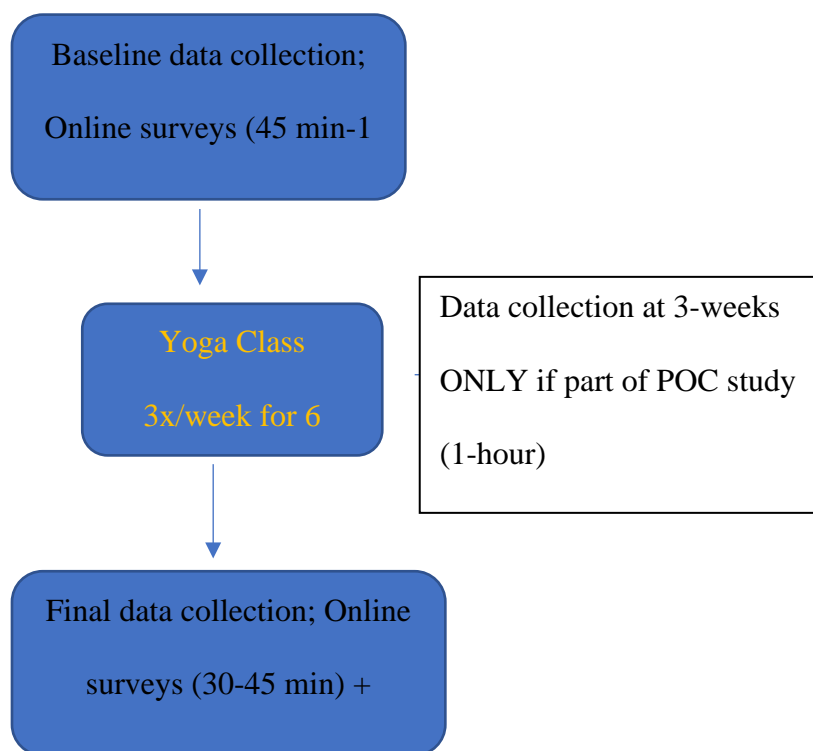 Baseline data collection;
Online surveys (45 min-1
Yoga Class
3x/week for 6
Data collection at 3-weeks
ONLY if part of POC study
(1-hour)
Final data collection; Online
surveys (30-45 min) +